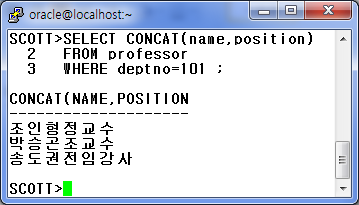 oracle@localhost:~
SCOTT>SELECT CONCAT(name,position)
2 FROM professor
3 WHERE deptno=101 ;
CONCAT(NAME,POSITION
--------------------
조인형정교수
박승곤조교수
송도권전임강사
SCOTT>